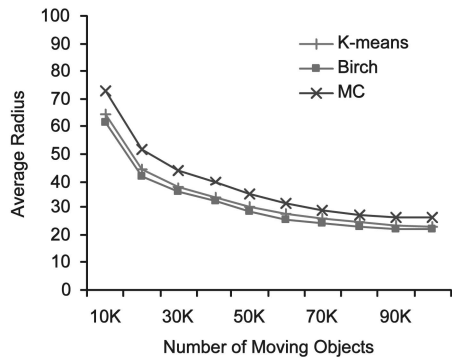 100
90
80
70
60
50
40
30
20
10
0
Average Radius
K-means
Birch
MC
10K 30K 50K 70K 90K
Number of Moving Objects